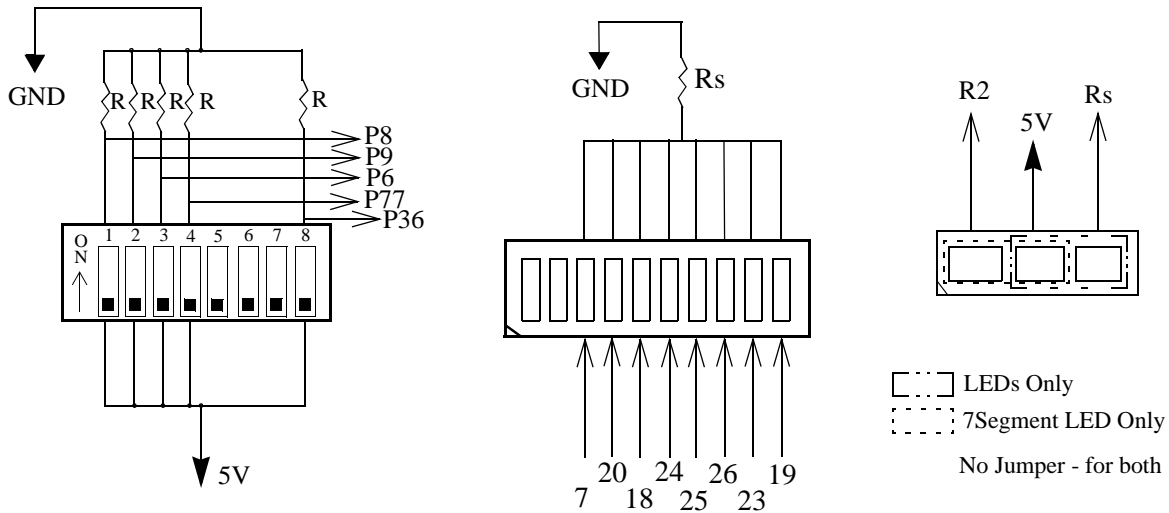 GND
R R R R R
P8
P9
P6
P77
P36
ON
1 2 3 4 5 6 7 8
5V
GND
Rs
7 20 18 24 25 26 23 19
R2
5V
Rs
LEDs Only
7Segment LED Only
No Jumper - for both